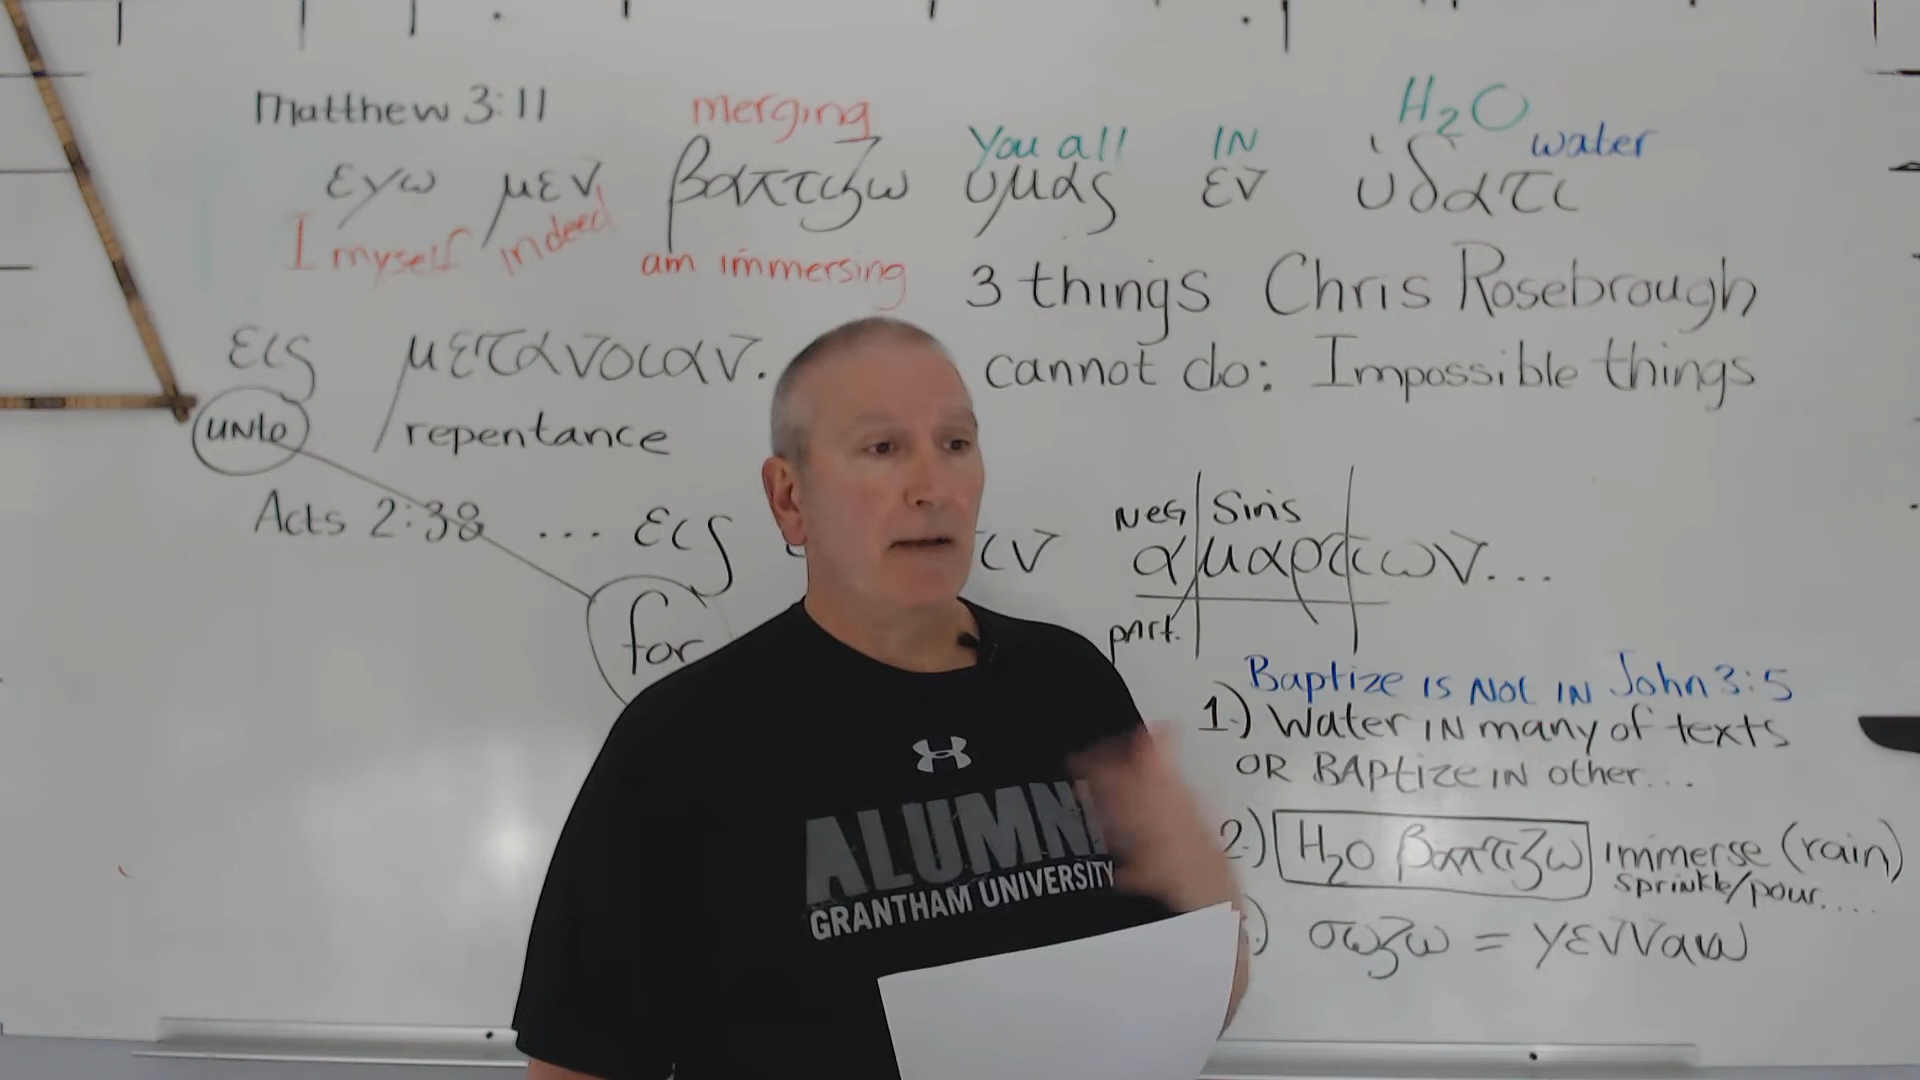 Matthew 3:11
merging
You all
IN
H₂O
water
εγω μεν βαπτιζω υμας εν ὑδατι
I myself indeed
am immersing
3 things Chris Rosebrough
cannot do: Impossible things
εις μετανοιαν.
unto
repentance
Acts 2:38 ... εις
ιν
NEG Sins
αμαρτιων...
for
part.
Baptize is NOT IN John 3:5
1.) Water IN many of texts
OR BAPtize IN other...
2.) H₂O βαπτιζω immerse (rain)
sprinkle/pour....
) σωζω = γενναω
ALUMNI
GRANTHAM UNIVERSITY